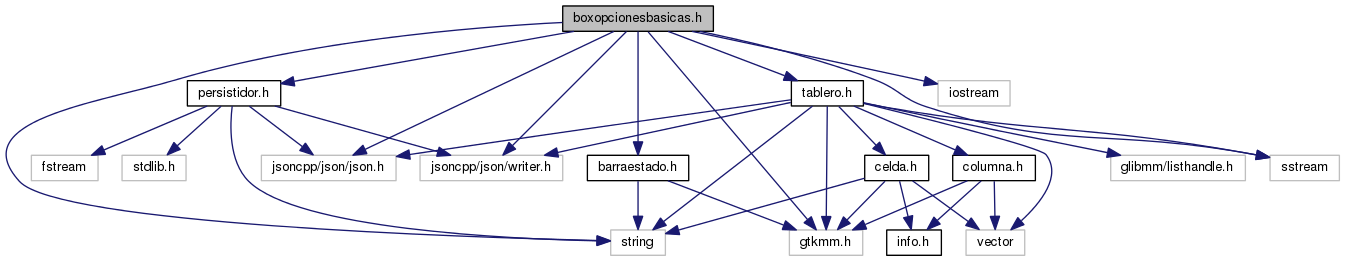 boxopcionesbasicas.h
persistidor.h
tablero.h
iostream
fstream
stdlib.h
jsoncpp/json/json.h
jsoncpp/json/writer.h
barraestado.h
celda.h
columna.h
glibmm/listhandle.h
sstream
string
gtkmm.h
info.h
vector